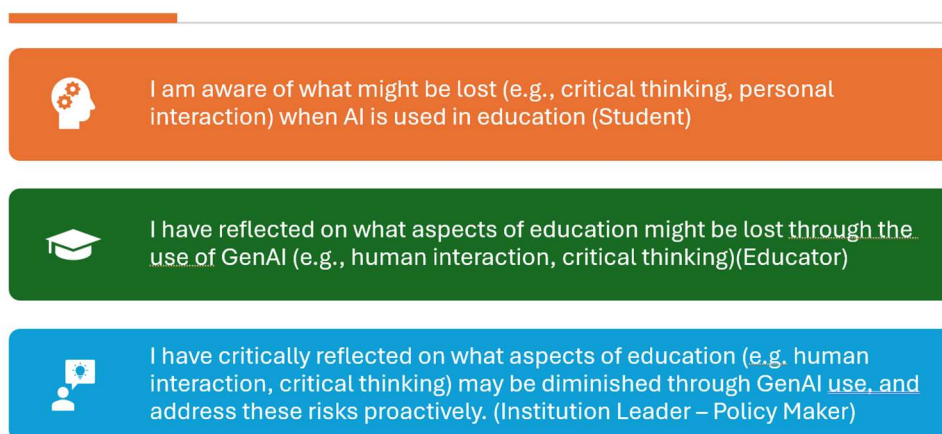 I am aware of what might be lost (e.g., critical thinking, personal
interaction) when AI is used in education (Student)
I have reflected on what aspects of education might be lost through the
use of GenAI (e.g., human interaction, critical thinking)(Educator)
I have critically reflected on what aspects of education (e.g. human
interaction, critical thinking) may be diminished through GenAI use, and
address these risks proactively. (Institution Leader – Policy Maker)